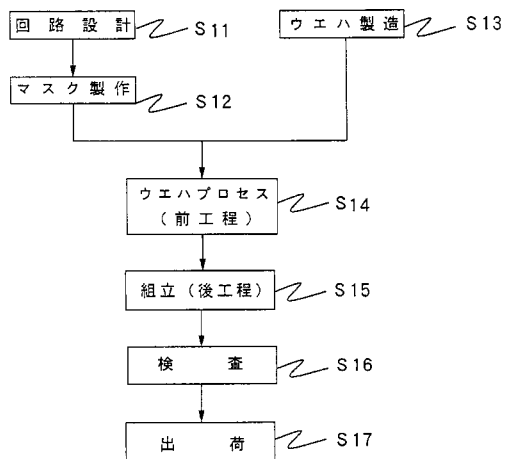 回路設計 S11
ウエハ製造 S13
マスク製作 S12
ウエハプロセス
(前工程) S14
組立(後工程) S15
検査 S16
出荷 S17